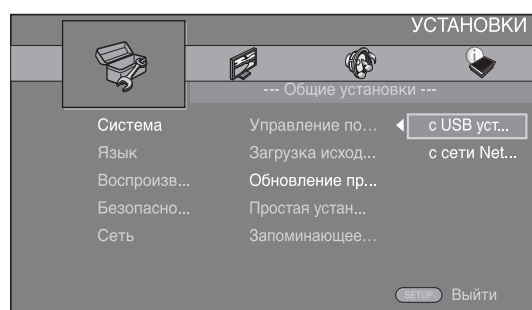 УСТАНОВКИ
--- Общие установки ---
Система
Управление по...
с USB уст...
Язык
Загрузка исход...
с сети Net...
Воспроизв...
Обновление пр...
Безопасно...
Простая устан...
Сеть
Запоминающее...
SETUP Выйти